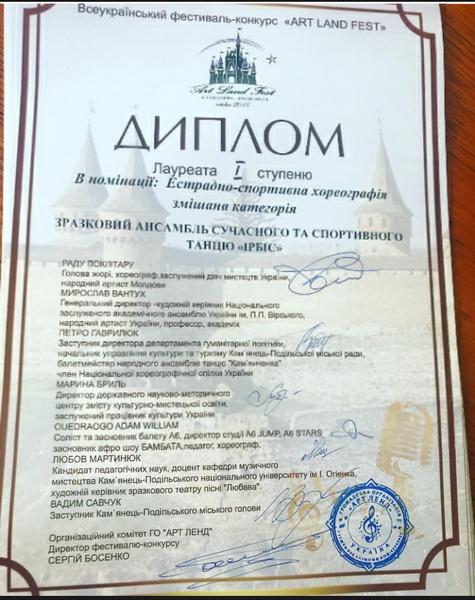 Всеукраїнський фестиваль-конкурс «ART LAND FEST»
Art Land Fest
ДИПЛОМ
Лауреата I ступеню
В номінації: Естрадно-спортивна хореографія
змішана категорія
ЗРАЗКОВИЙ АНСАМБЛЬ СУЧАСНОГО ТА СПОРТИВНОГО
ТАНЦЮ «ІРБІС»
РАДУ ПОКЛІТАРУ
Голова жюрі, хореограф,заслужений діяч мистецтв України,
народний артист Молдови
МИРОСЛАВ ВАНТУХ
Генеральний директор -художній керівник Національного
заслуженого академічного ансамблю України ім. П.П. Вірського,
народний артист України, професор, академік
ПЕТРО ГАВРИЛЮК
Заступник директора департамента гуманітарної політики,
начальник управління культури та туризму Кам`янець-Подільської міської ради,
балетмейстер народного ансамблю танцю "Кам`янчанка"
член Національної хореографічної спілки України
МАРИНА БРИЛЬ
Директор державного науково-методичного
центру змісту культурно-мистецької освіти,
заслужений працівник культури України
OUEDRAOGO ADAM WILLIAM
Соліст та засновник балету А6, директор студії A6 JUMP, A6 STARS
засновник афро шоу БАМБАТА,педагог, хореограф,
ЛЮБОВ МАРТИНЮК
Кандидат педагогічних наук, доцент кафедри музичного
мистецтва Кам`янець-Подільського національного університету ім І. Огієнка,
художній керівник зразкового театру пісні "Любава".
ВАДИМ САВЧУК
Заступник Кам`янець-Подільського міського голови
Організаційний комітет ГО "АРТ ЛЕНД"
Директор фестивалю-конкурсу
СЕРГІЙ БОСЕНКО
ГРОМАДСЬКА ОРГАНІЗАЦІЯ
«АРТ ЛЕНД»
УКРАЇНА